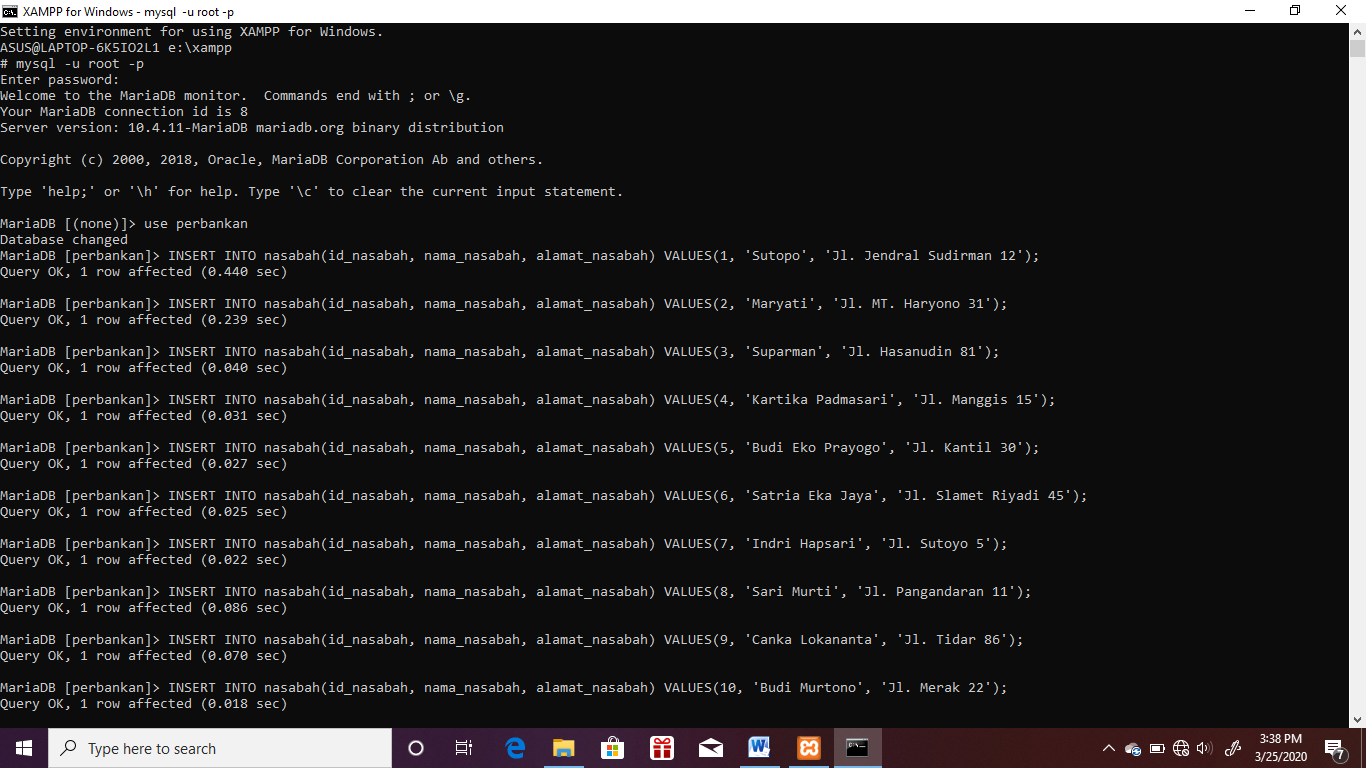 XAMPP for Windows - mysql  -u root -p
Setting environment for using XAMPP for Windows.
ASUS@LAPTOP-6K5IO2L1 e:\xampp
# mysql -u root -p
Enter password:
Welcome to the MariaDB monitor.  Commands end with ; or \g.
Your MariaDB connection id is 8
Server version: 10.4.11-MariaDB mariadb.org binary distribution
Copyright (c) 2000, 2018, Oracle, MariaDB Corporation Ab and others.
Type 'help;' or '\h' for help. Type '\c' to clear the current input statement.
MariaDB [(none)]> use perbankan
Database changed
MariaDB [perbankan]> INSERT INTO nasabah(id_nasabah, nama_nasabah, alamat_nasabah) VALUES(1, 'Sutopo', 'Jl. Jendral Sudirman 12');
Query OK, 1 row affected (0.440 sec)
MariaDB [perbankan]> INSERT INTO nasabah(id_nasabah, nama_nasabah, alamat_nasabah) VALUES(2, 'Maryati', 'Jl. MT. Haryono 31');
Query OK, 1 row affected (0.239 sec)
MariaDB [perbankan]> INSERT INTO nasabah(id_nasabah, nama_nasabah, alamat_nasabah) VALUES(3, 'Suparman', 'Jl. Hasanudin 81');
Query OK, 1 row affected (0.040 sec)
MariaDB [perbankan]> INSERT INTO nasabah(id_nasabah, nama_nasabah, alamat_nasabah) VALUES(4, 'Kartika Padmasari', 'Jl. Manggis 15');
Query OK, 1 row affected (0.031 sec)
MariaDB [perbankan]> INSERT INTO nasabah(id_nasabah, nama_nasabah, alamat_nasabah) VALUES(5, 'Budi Eko Prayogo', 'Jl. Kantil 30');
Query OK, 1 row affected (0.027 sec)
MariaDB [perbankan]> INSERT INTO nasabah(id_nasabah, nama_nasabah, alamat_nasabah) VALUES(6, 'Satria Eka Jaya', 'Jl. Slamet Riyadi 45');
Query OK, 1 row affected (0.025 sec)
MariaDB [perbankan]> INSERT INTO nasabah(id_nasabah, nama_nasabah, alamat_nasabah) VALUES(7, 'Indri Hapsari', 'Jl. Sutoyo 5');
Query OK, 1 row affected (0.022 sec)
MariaDB [perbankan]> INSERT INTO nasabah(id_nasabah, nama_nasabah, alamat_nasabah) VALUES(8, 'Sari Murti', 'Jl. Pangandaran 11');
Query OK, 1 row affected (0.086 sec)
MariaDB [perbankan]> INSERT INTO nasabah(id_nasabah, nama_nasabah, alamat_nasabah) VALUES(9, 'Canka Lokananta', 'Jl. Tidar 86');
Query OK, 1 row affected (0.070 sec)
MariaDB [perbankan]> INSERT INTO nasabah(id_nasabah, nama_nasabah, alamat_nasabah) VALUES(10, 'Budi Murtono', 'Jl. Merak 22');
Query OK, 1 row affected (0.018 sec)
Type here to search
3:38 PM
3/25/2020
7